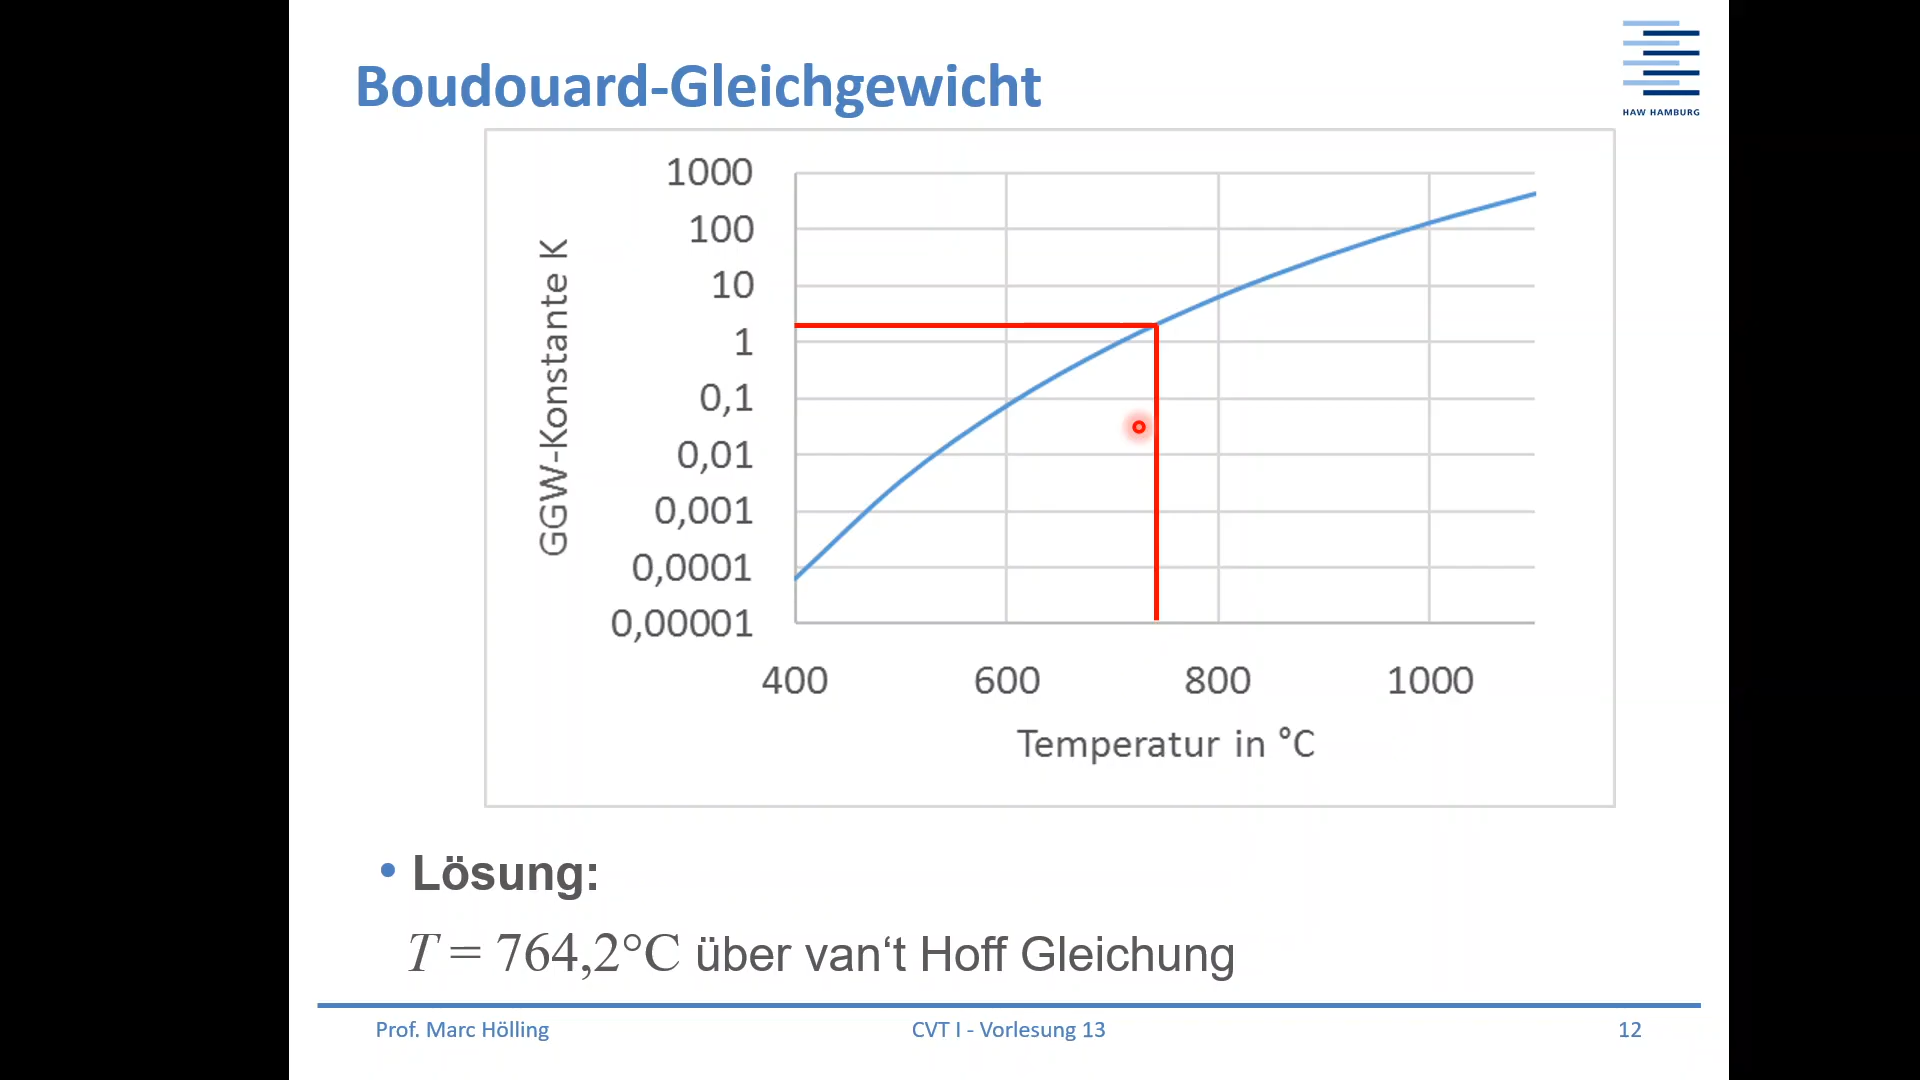 Boudouard-Gleichgewicht
HAW HAMBURG
GGW-Konstante K
1000
100
10
1
0,1
0,01
0,001
0,0001
0,00001
400 600 800 1000
Temperatur in °C
• Lösung:
T = 764,2°C über van‘t Hoff Gleichung
Prof. Marc Hölling CVT I - Vorlesung 13 12